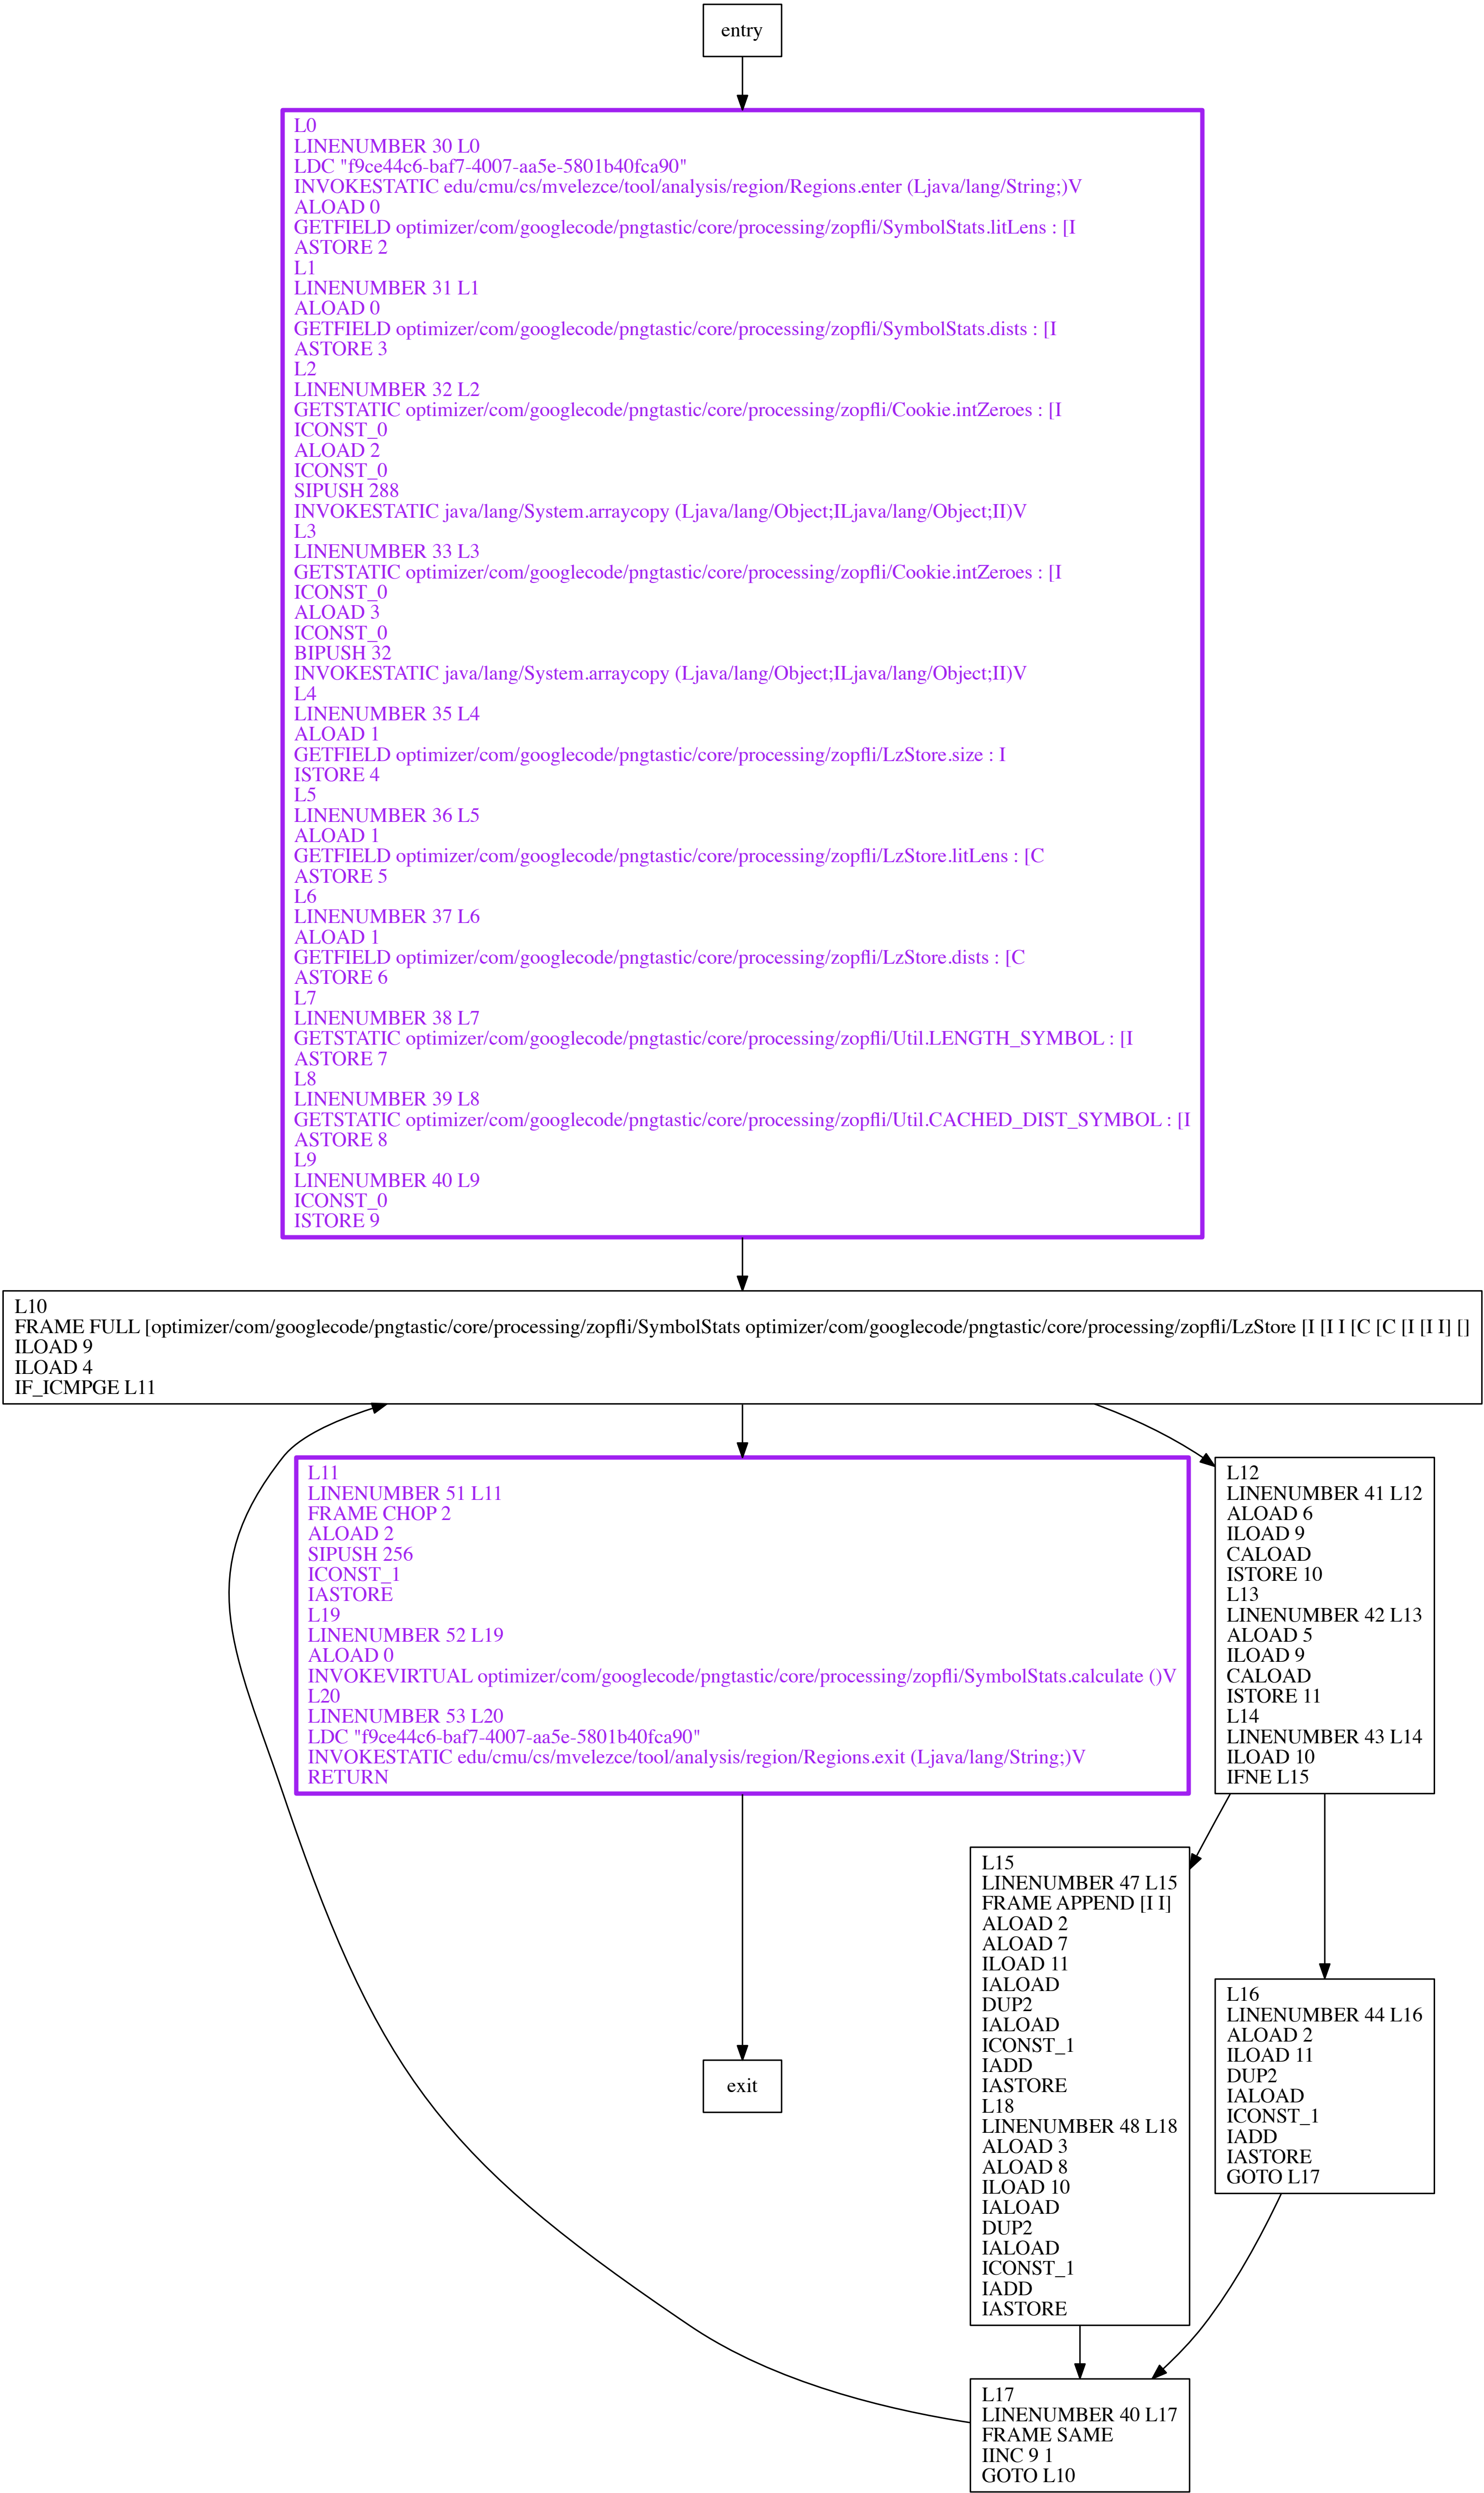 entry
L0
LINENUMBER 30 L0
LDC "f9ce44c6-baf7-4007-aa5e-5801b40fca90"
INVOKESTATIC edu/cmu/cs/mvelezce/tool/analysis/region/Regions.enter (Ljava/lang/String;)V
ALOAD 0
GETFIELD optimizer/com/googlecode/pngtastic/core/processing/zopfli/SymbolStats.litLens : [I
ASTORE 2
L1
LINENUMBER 31 L1
ALOAD 0
GETFIELD optimizer/com/googlecode/pngtastic/core/processing/zopfli/SymbolStats.dists : [I
ASTORE 3
L2
LINENUMBER 32 L2
GETSTATIC optimizer/com/googlecode/pngtastic/core/processing/zopfli/Cookie.intZeroes : [I
ICONST_0
ALOAD 2
ICONST_0
SIPUSH 288
INVOKESTATIC java/lang/System.arraycopy (Ljava/lang/Object;ILjava/lang/Object;II)V
L3
LINENUMBER 33 L3
GETSTATIC optimizer/com/googlecode/pngtastic/core/processing/zopfli/Cookie.intZeroes : [I
ICONST_0
ALOAD 3
ICONST_0
BIPUSH 32
INVOKESTATIC java/lang/System.arraycopy (Ljava/lang/Object;ILjava/lang/Object;II)V
L4
LINENUMBER 35 L4
ALOAD 1
GETFIELD optimizer/com/googlecode/pngtastic/core/processing/zopfli/LzStore.size : I
ISTORE 4
L5
LINENUMBER 36 L5
ALOAD 1
GETFIELD optimizer/com/googlecode/pngtastic/core/processing/zopfli/LzStore.litLens : [C
ASTORE 5
L6
LINENUMBER 37 L6
ALOAD 1
GETFIELD optimizer/com/googlecode/pngtastic/core/processing/zopfli/LzStore.dists : [C
ASTORE 6
L7
LINENUMBER 38 L7
GETSTATIC optimizer/com/googlecode/pngtastic/core/processing/zopfli/Util.LENGTH_SYMBOL : [I
ASTORE 7
L8
LINENUMBER 39 L8
GETSTATIC optimizer/com/googlecode/pngtastic/core/processing/zopfli/Util.CACHED_DIST_SYMBOL : [I
ASTORE 8
L9
LINENUMBER 40 L9
ICONST_0
ISTORE 9
L10
FRAME FULL [optimizer/com/googlecode/pngtastic/core/processing/zopfli/SymbolStats optimizer/com/googlecode/pngtastic/core/processing/zopfli/LzStore [I [I I [C [C [I [I I] []
ILOAD 9
ILOAD 4
IF_ICMPGE L11
L11
LINENUMBER 51 L11
FRAME CHOP 2
ALOAD 2
SIPUSH 256
ICONST_1
IASTORE
L19
LINENUMBER 52 L19
ALOAD 0
INVOKEVIRTUAL optimizer/com/googlecode/pngtastic/core/processing/zopfli/SymbolStats.calculate ()V
L20
LINENUMBER 53 L20
LDC "f9ce44c6-baf7-4007-aa5e-5801b40fca90"
INVOKESTATIC edu/cmu/cs/mvelezce/tool/analysis/region/Regions.exit (Ljava/lang/String;)V
RETURN
L12
LINENUMBER 41 L12
ALOAD 6
ILOAD 9
CALOAD
ISTORE 10
L13
LINENUMBER 42 L13
ALOAD 5
ILOAD 9
CALOAD
ISTORE 11
L14
LINENUMBER 43 L14
ILOAD 10
IFNE L15
L15
LINENUMBER 47 L15
FRAME APPEND [I I]
ALOAD 2
ALOAD 7
ILOAD 11
IALOAD
DUP2
IALOAD
ICONST_1
IADD
IASTORE
L18
LINENUMBER 48 L18
ALOAD 3
ALOAD 8
ILOAD 10
IALOAD
DUP2
IALOAD
ICONST_1
IADD
IASTORE
L16
LINENUMBER 44 L16
ALOAD 2
ILOAD 11
DUP2
IALOAD
ICONST_1
IADD
IASTORE
GOTO L17
exit
L17
LINENUMBER 40 L17
FRAME SAME
IINC 9 1
GOTO L10